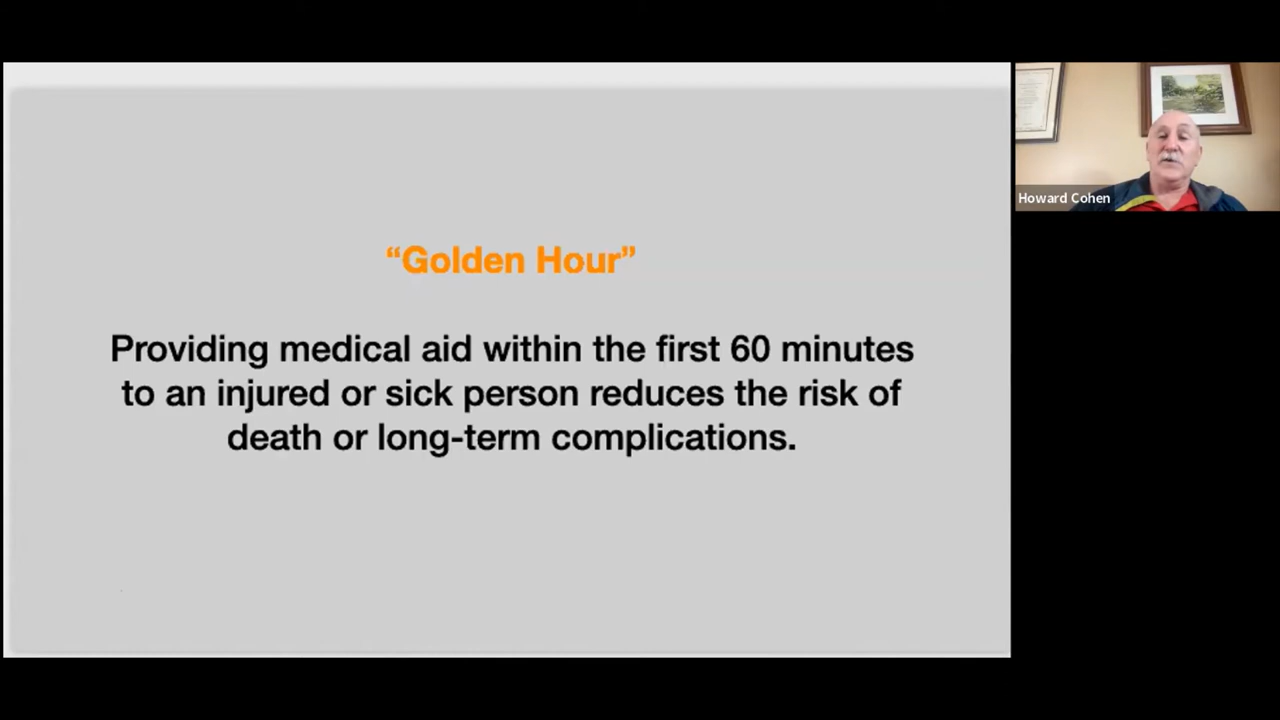 “Golden Hour”
Providing medical aid within the first 60 minutes
to an injured or sick person reduces the risk of
death or long-term complications.
Howard Cohen